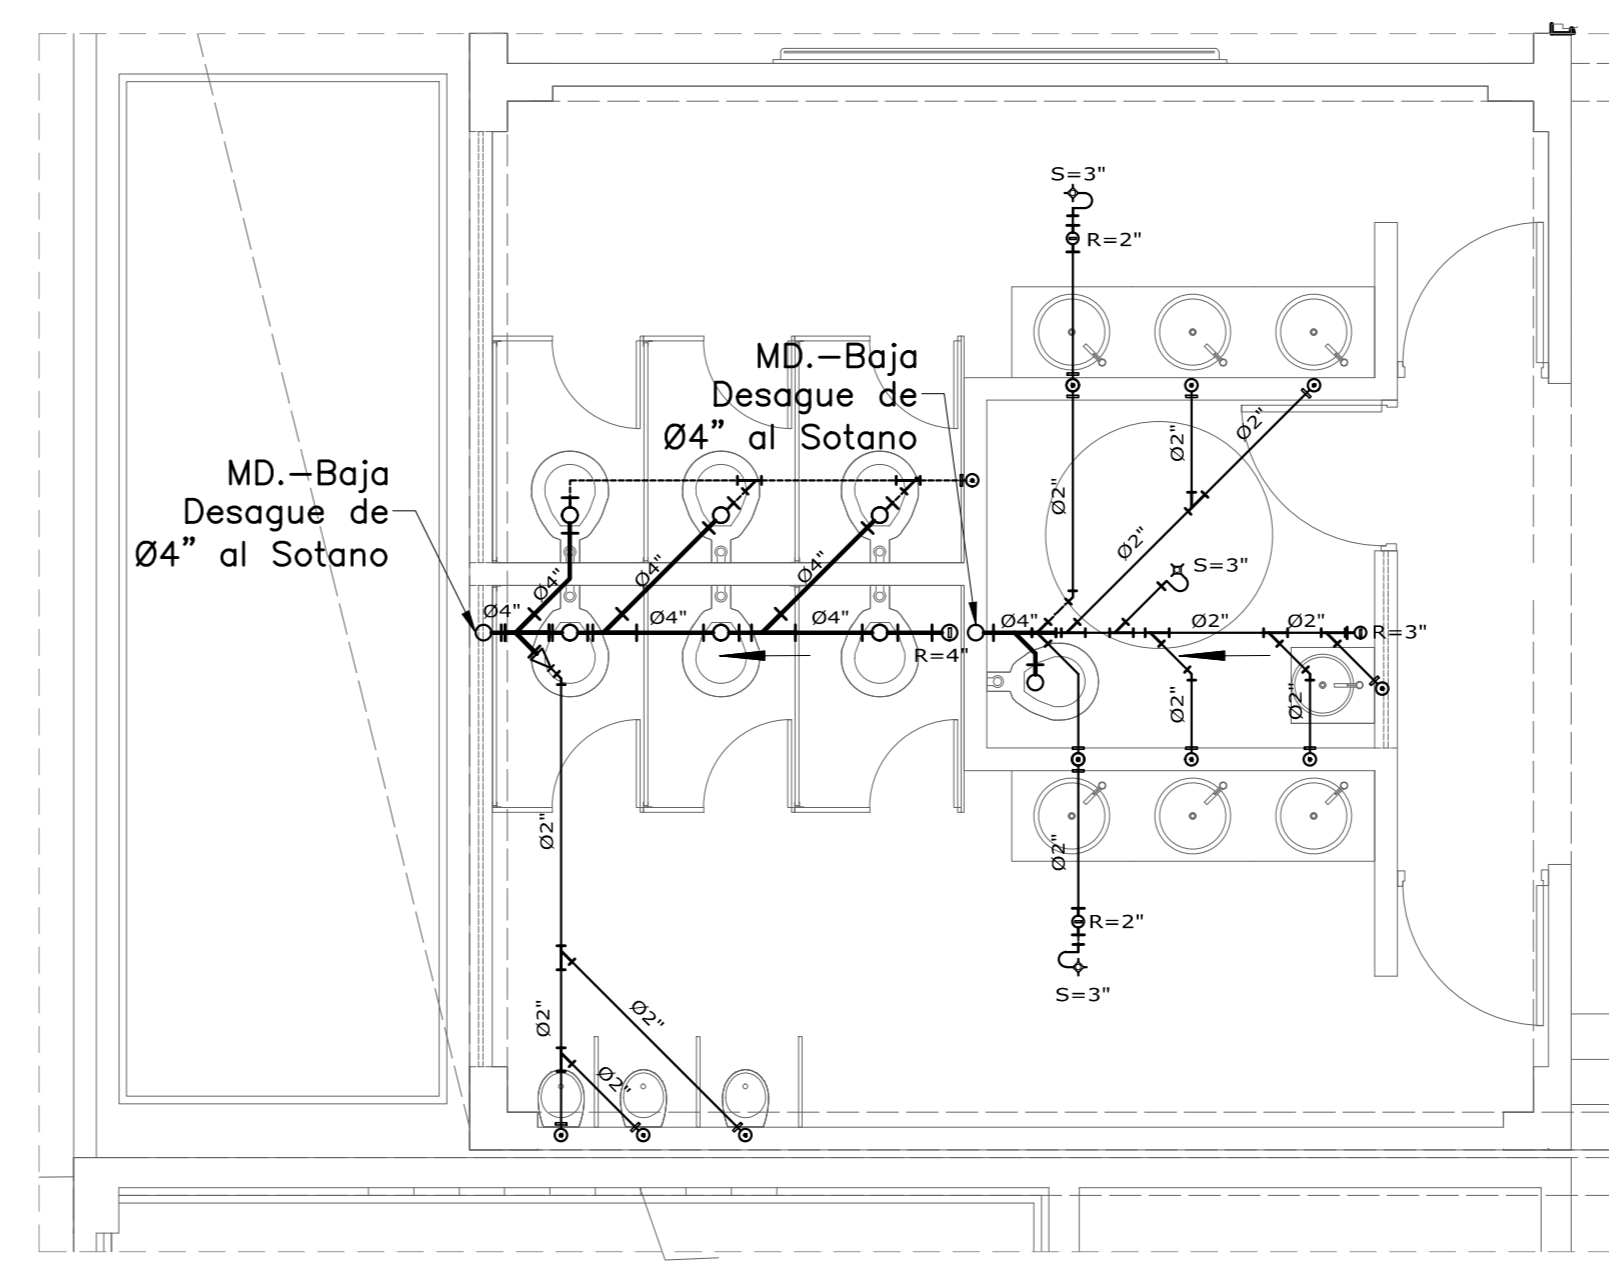 S=3"
R=2"
MD.-Baja
Desague de
Ø4" al Sotano
MD.-Baja
Desague de
Ø4" al Sotano
Ø2"
Ø2"
Ø2"
Ø2"
S=3"
Ø4"
Ø4"
Ø4"
Ø4"
Ø4"
Ø4"
Ø4"
Ø2"
Ø2"
R=3"
R=4"
Ø2"
Ø2"
Ø2"
Ø2"
R=2"
S=3"
Ø2"
Ø2"
Ø2"